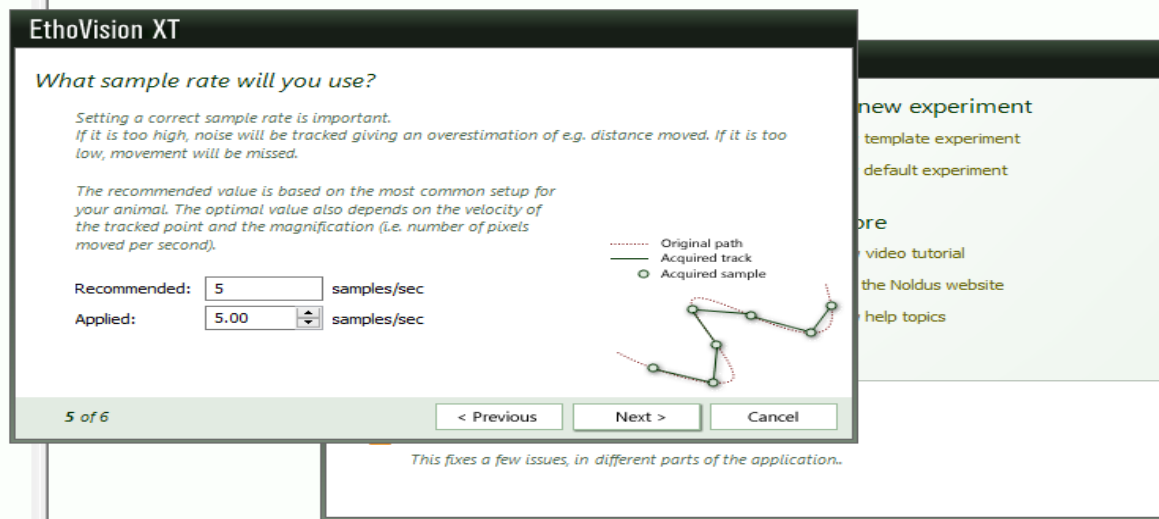 EthoVision XT
What sample rate will you use?
Setting a correct sample rate is important.
If it is too high, noise will be tracked giving an overestimation of e.g. distance moved. If it is too
low, movement will be missed.
The recommended value is based on the most common setup for
your animal. The optimal value also depends on the velocity of
the tracked point and the magnification (i.e. number of pixels
moved per second).
Original path
Acquired track
Acquired sample
Recommended: 5 samples/sec
Applied: 5.00 samples/sec
5 of 6
< Previous
Next >
Cancel
new experiment
template experiment
default experiment
video tutorial
the Noldus website
help topics
This fixes a few issues, in different parts of the application..